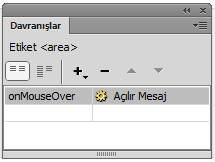 Davranışlar
Etiket <area>
onMouseOver Açılır Mesaj